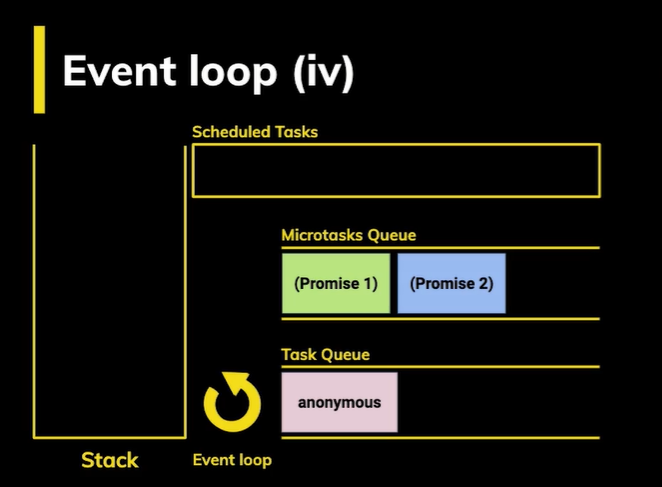 Event loop (iv)
Scheduled Tasks
Microtasks Queue
(Promise 1) (Promise 2)
Task Queue
anonymous
Stack
Event loop